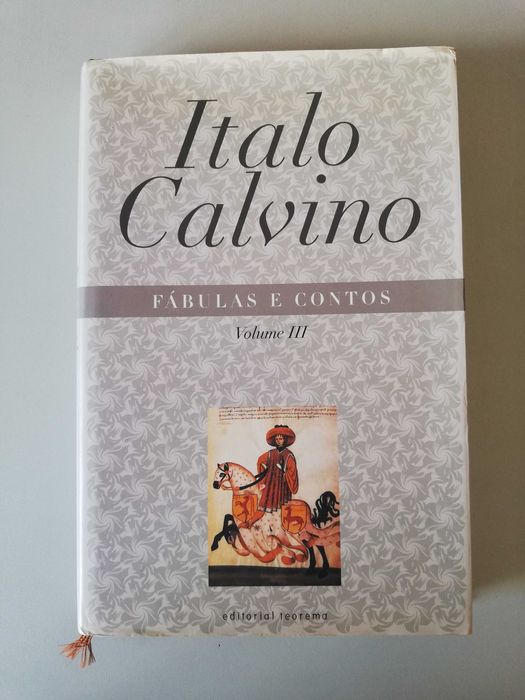 Italo
Calvino
FÁBULAS E CONTOS
Volume III
editorial teorema